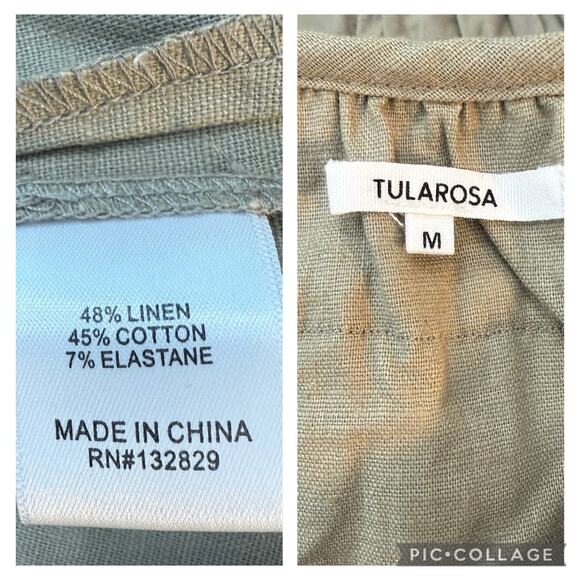 48% LINEN
45% COTTON
7% ELASTANE
MADE IN CHINA
RN#132829
TULAROSA
M
PIC•COLLAGE